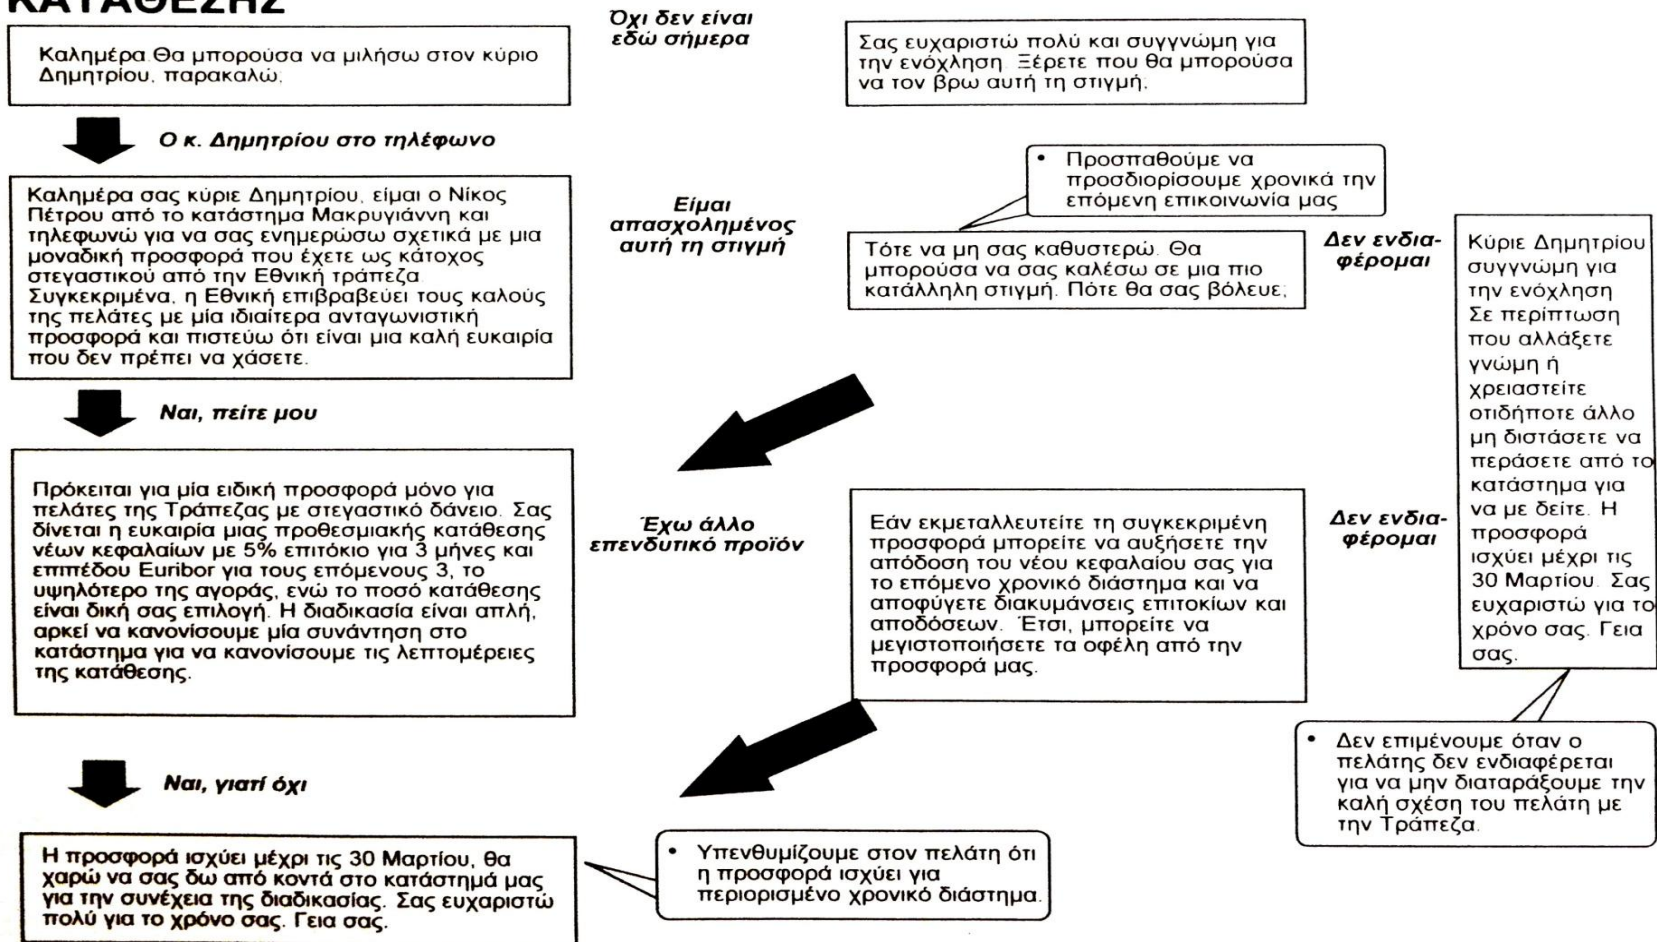 ΚΑΤΑΘΕΣΗΣ
Καλημέρα.Θα μπορούσα να μιλήσω στον κύριο
Δημητρίου, παρακαλώ;
Όχι δεν είναι
εδώ σήμερα
Σας ευχαριστώ πολύ και συγγνώμη για
την ενόχληση. Ξέρετε που θα μπορούσα
να τον βρω αυτή τη στιγμή;
Ο κ. Δημητρίου στο τηλέφωνο
Καλημέρα σας κύριε Δημητρίου, είμαι ο Νίκος
Πέτρου από το κατάστημα Μακρυγιάννη και
τηλεφωνώ για να σας ενημερώσω σχετικά με μια
μοναδική προσφορά που έχετε ως κάτοχος
στεγαστικού από την Εθνική τράπεζα.
Συγκεκριμένα, η Εθνική επιβραβεύει τους καλούς
της πελάτες με μία ιδιαίτερα ανταγωνιστική
προσφορά και πιστεύω ότι είναι μια καλή ευκαιρία
που δεν πρέπει να χάσετε.
Είμαι
απασχολημένος
αυτή τη στιγμή
• Προσπαθούμε να
προσδιορίσουμε χρονικά την
επόμενη επικοινωνία μας
Τότε να μη σας καθυστερώ. Θα
μπορούσα να σας καλέσω σε μια πιο
κατάλληλη στιγμή. Πότε θα σας βόλευε;
Δεν ενδια-
φέρομαι
Κύριε Δημητρίου
συγγνώμη για
την ενόχληση
Σε περίπτωση
που αλλάξετε
γνώμη ή
χρειαστείτε
οτιδήποτε άλλο
μη διστάσετε να
περάσετε από το
κατάστημα για
να με δείτε. Η
προσφορά
ισχύει μέχρι τις
30 Μαρτίου. Σας
ευχαριστώ για το
χρόνο σας. Γεια
σας.
Ναι, πείτε μου
Πρόκειται για μία ειδική προσφορά μόνο για
πελάτες της Τράπεζας με στεγαστικό δάνειο. Σας
δίνεται η ευκαιρία μιας προθεσμιακής κατάθεσης
νέων κεφαλαίων με 5% επιτόκιο για 3 μήνες και
επιπέδου Euribor για τους επόμενους 3, το
υψηλότερο της αγοράς, ενώ το ποσό κατάθεσης
είναι δική σας επιλογή. Η διαδικασία είναι απλή,
αρκεί να κανονίσουμε μία συνάντηση στο
κατάστημα για να κανονίσουμε τις λεπτομέρειες
της κατάθεσης.
Έχω άλλο
επενδυτικό προϊόν
Εάν εκμεταλλευτείτε τη συγκεκριμένη
προσφορά μπορείτε να αυξήσετε την
απόδοση του νέου κεφαλαίου σας για
το επόμενο χρονικό διάστημα και να
αποφύγετε διακυμάνσεις επιτοκίων και
αποδόσεων. Έτσι, μπορείτε να
μεγιστοποιήσετε τα οφέλη από την
προσφορά μας.
Δεν ενδια-
φέρομαι
• Δεν επιμένουμε όταν ο
πελάτης δεν ενδιαφέρεται
για να μην διαταράξουμε την
καλή σχέση του πελάτη με
την Τράπεζα.
Ναι, γιατί όχι
Η προσφορά ισχύει μέχρι τις 30 Μαρτίου, θα
χαρώ να σας δω από κοντά στο κατάστημά μας
για την συνέχεια της διαδικασίας. Σας ευχαριστώ
πολύ για το χρόνο σας. Γεια σας.
• Υπενθυμίζουμε στον πελάτη ότι
η προσφορά ισχύει για
περιορισμένο χρονικό διάστημα.